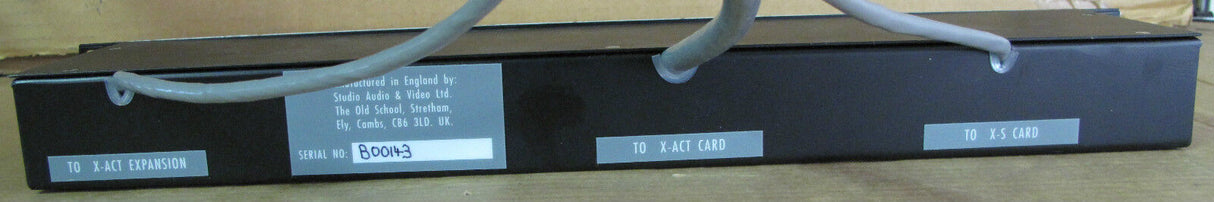 TO X-ACT EXPANSION
in England by:
Studio Audio & Video Ltd.
The Old School, Stretham,
Ely, Cambs, CB6 3LD. UK.
SERIAL NO: B00143
TO X-ACT CARD
TO X-S CARD